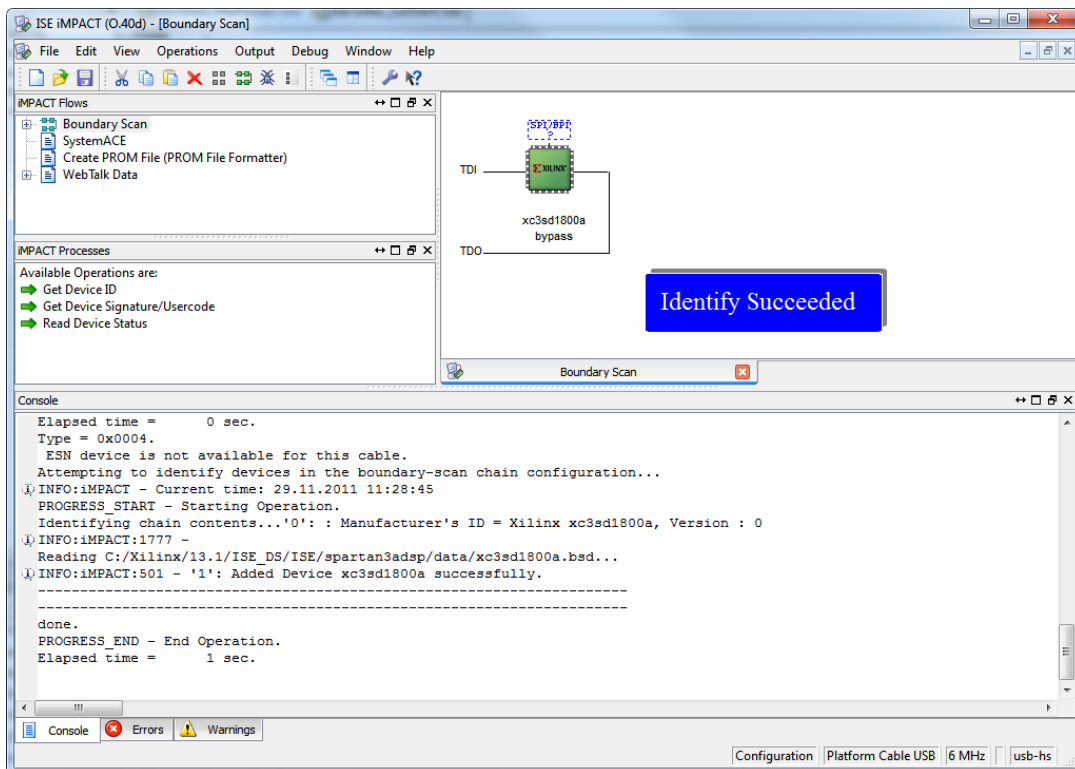 ISE iMPACT (O.40d) - [Boundary Scan]
File Edit View Operations Output Debug Window Help
iMPACT Flows
Boundary Scan
SystemACE
Create PROM File (PROM File Formatter)
WebTalk Data
iMPACT Processes
Available Operations are:
Get Device ID
Get Device Signature/Usercode
Read Device Status
SPI/BPI
?
TDI
XILINX
xc3sd1800a
bypass
TDO
Identify Succeeded
Boundary Scan
Console
Elapsed time =      0 sec.
Type = 0x0004.
ESN device is not available for this cable.
Attempting to identify devices in the boundary-scan chain configuration...
INFO:iMPACT - Current time: 29.11.2011 11:28:45
PROGRESS_START - Starting Operation.
Identifying chain contents...'0': : Manufacturer's ID = Xilinx xc3sd1800a, Version : 0
INFO:iMPACT:1777 -
Reading C:/Xilinx/13.1/ISE_DS/ISE/spartan3adsp/data/xc3sd1800a.bsd...
INFO:iMPACT:501 - '1': Added Device xc3sd1800a successfully.
----------------------------------------------------------------------
----------------------------------------------------------------------
done.
PROGRESS_END - End Operation.
Elapsed time =      1 sec.
Console Errors Warnings
Configuration Platform Cable USB 6 MHz usb-hs